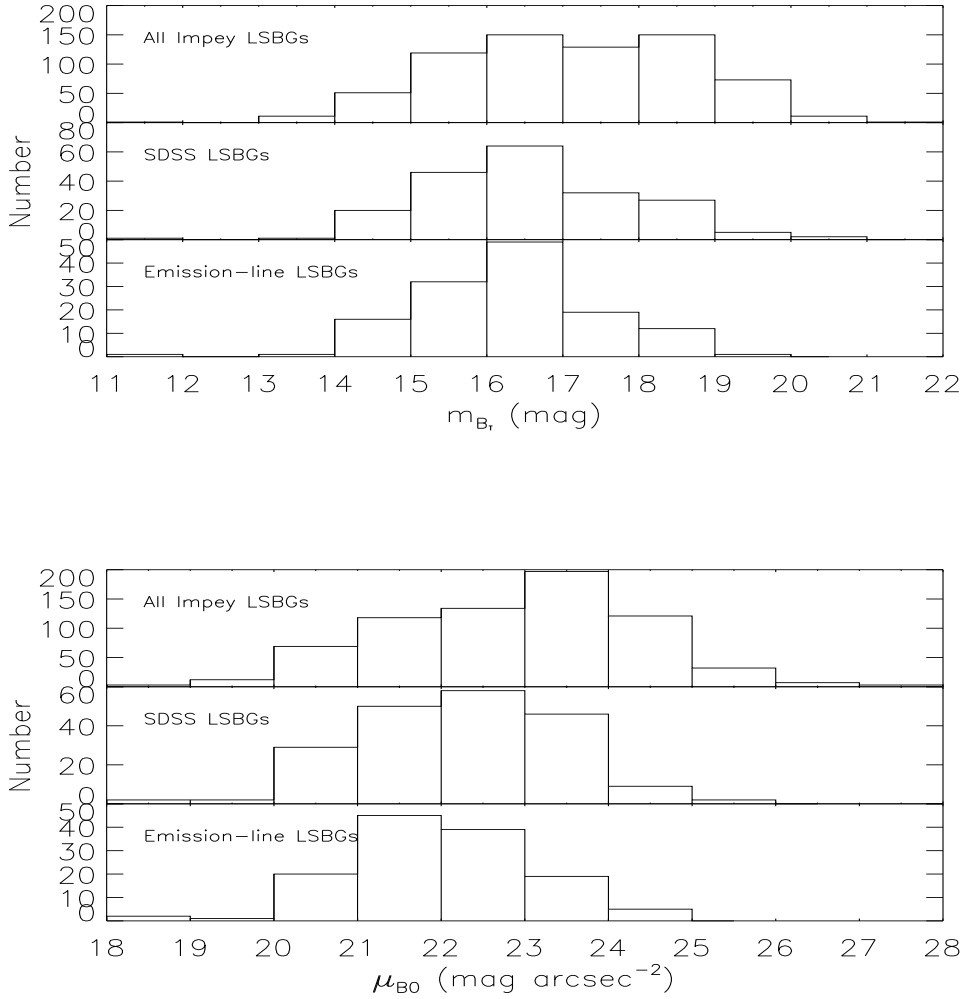 200
150
100
50
0
All Impey LSBGs
80
60
40
20
0
SDSS LSBGs
Number
50
40
30
20
10
0
Emission-line LSBGs
11 12 13 14 15 16 17 18 19 20 21 22
m_{B_T} (mag)
200
150
100
50
0
All Impey LSBGs
60
40
20
0
SDSS LSBGs
Number
50
40
30
20
10
0
Emission-line LSBGs
18 19 20 21 22 23 24 25 26 27 28
μ_{B0} (mag arcsec⁻²)